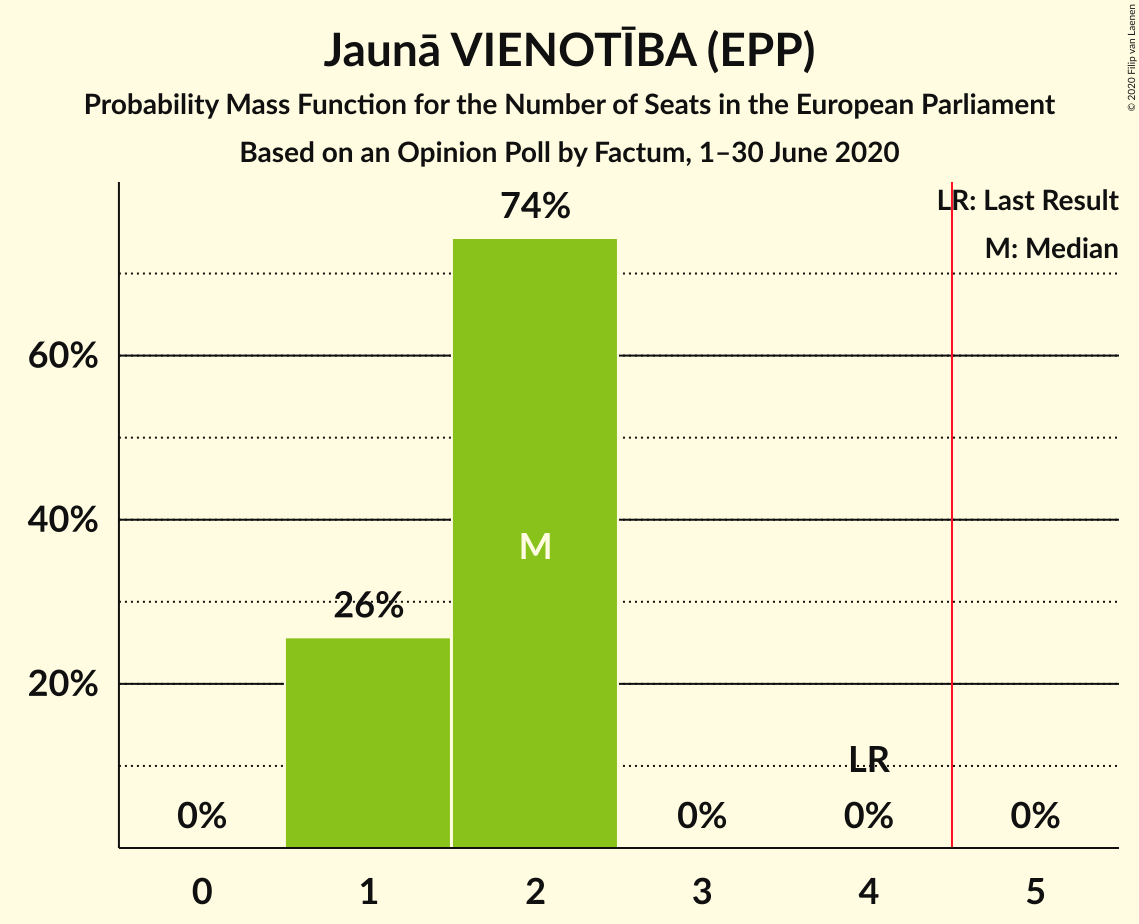 Jaunā VIENOTĪBA (EPP)
Probability Mass Function for the Number of Seats in the European Parliament
Based on an Opinion Poll by Factum, 1–30 June 2020
© 2020 Filip van Laenen
LR: Last Result
M: Median
74%
60%
40%
M
26%
20%
LR
0%
0%
0%
0%
0
1
2
3
4
5